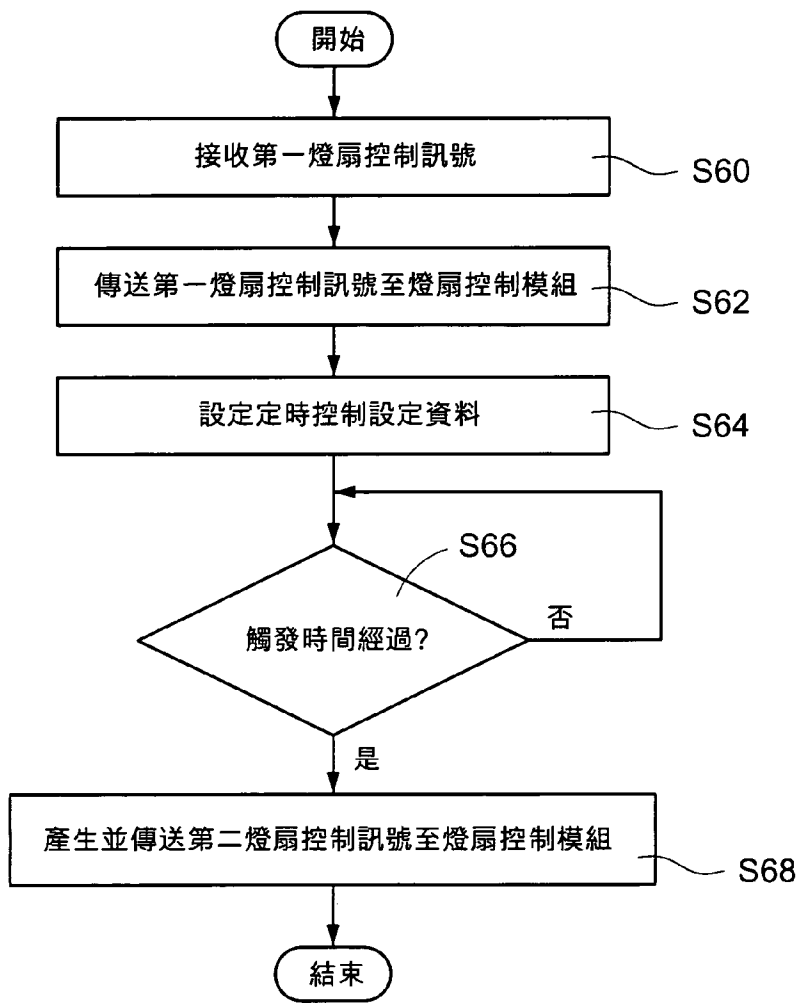 開始
接收第一燈扇控制訊號
S60
傳送第一燈扇控制訊號至燈扇控制模組
S62
設定定時控制設定資料
S64
S66
觸發時間經過?
否
是
產生並傳送第二燈扇控制訊號至燈扇控制模組
S68
結束